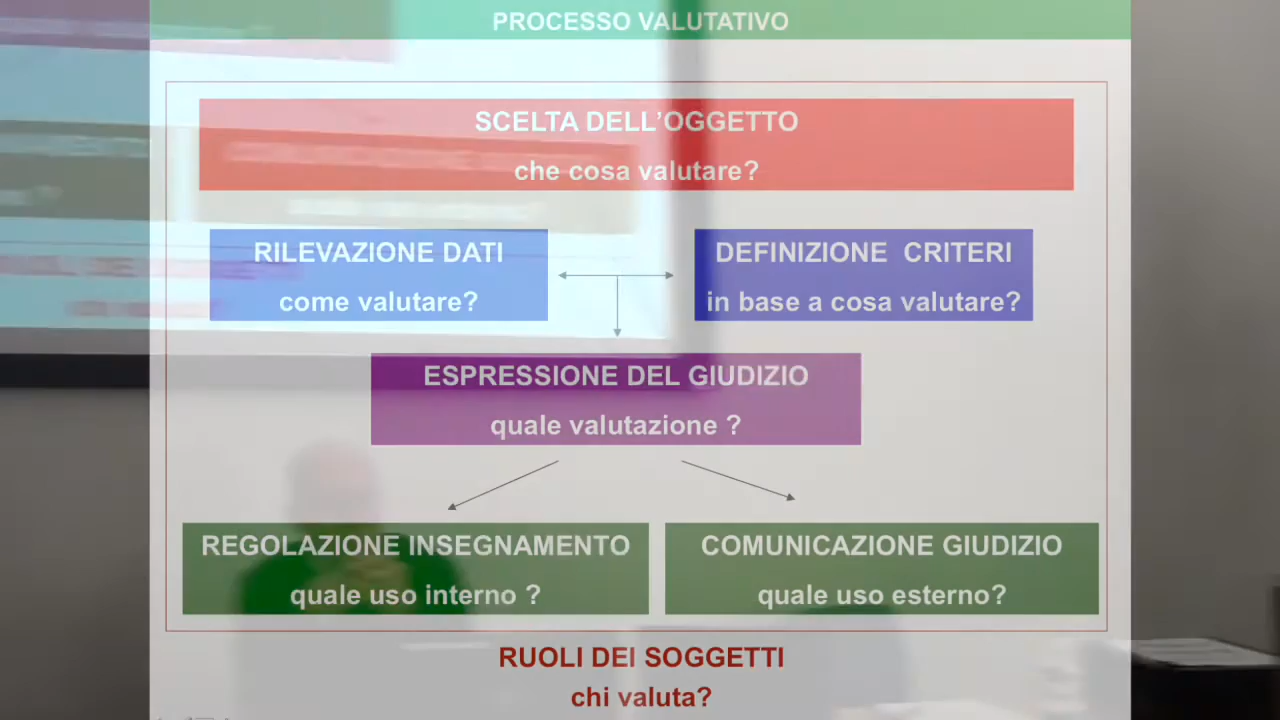 PROCESSO VALUTATIVO
SCELTA DELL'OGGETTO
che cosa valutare?
RILEVAZIONE DATI
come valutare?
DEFINIZIONE CRITERI
in base a cosa valutare?
ESPRESSIONE DEL GIUDIZIO
quale valutazione ?
REGOLAZIONE INSEGNAMENTO
quale uso interno ?
COMUNICAZIONE GIUDIZIO
quale uso esterno?
RUOLI DEI SOGGETTI
chi valuta?